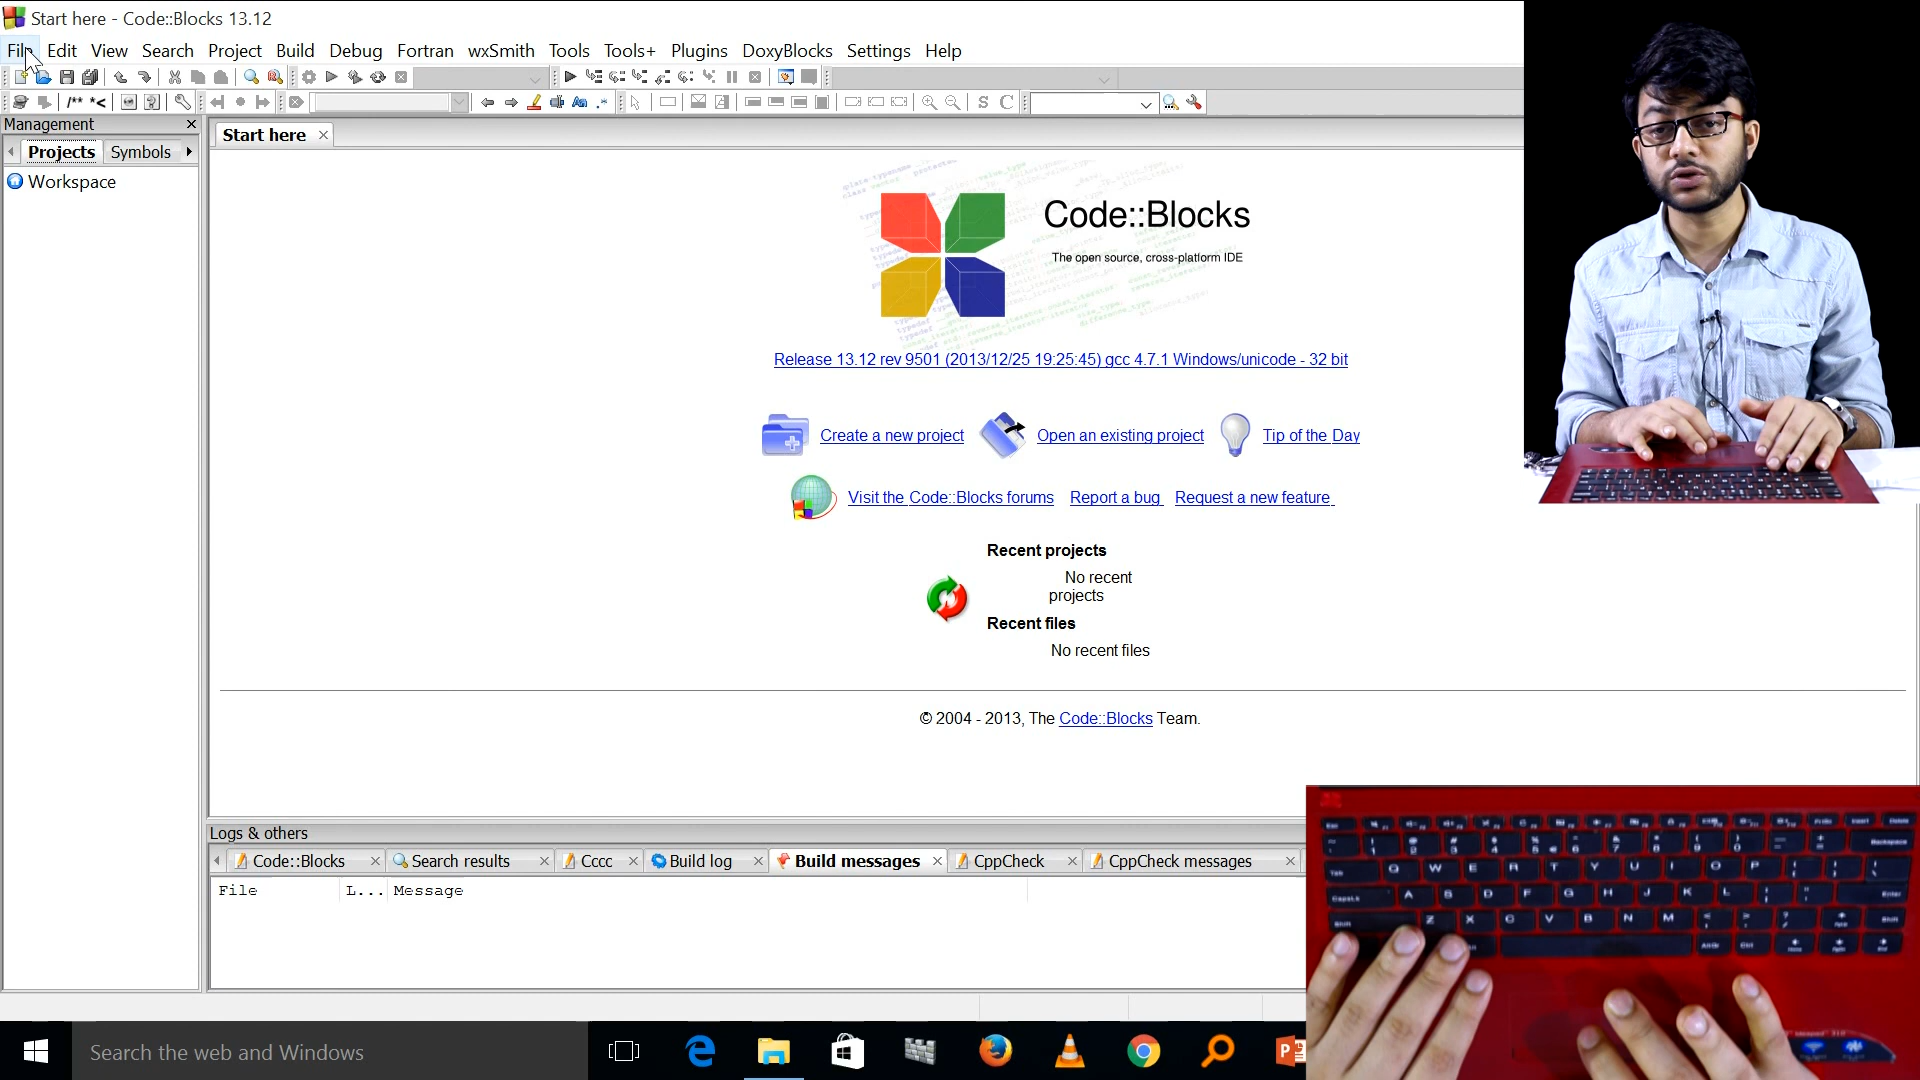 Start here - Code::Blocks 13.12
File Edit View Search Project Build Debug Fortran wxSmith Tools Tools+ Plugins DoxyBlocks Settings Help
/** *<
S C
Management
Projects Symbols
Workspace
Start here
Code::Blocks
The open source, cross-platform IDE
Release 13.12 rev 9501 (2013/12/25 19:25:45) gcc 4.7.1 Windows/unicode - 32 bit
Create a new project Open an existing project Tip of the Day
Visit the Code::Blocks forums Report a bug Request a new feature
Recent projects
No recent
projects
Recent files
No recent files
© 2004 - 2013, The Code::Blocks Team.
Logs & others
Code::Blocks Search results Cccc Build log Build messages CppCheck CppCheck messages
File L... Message
Search the web and Windows
Q W E R T Y U I O P
A S D F G H J K L
Z X C V B N M